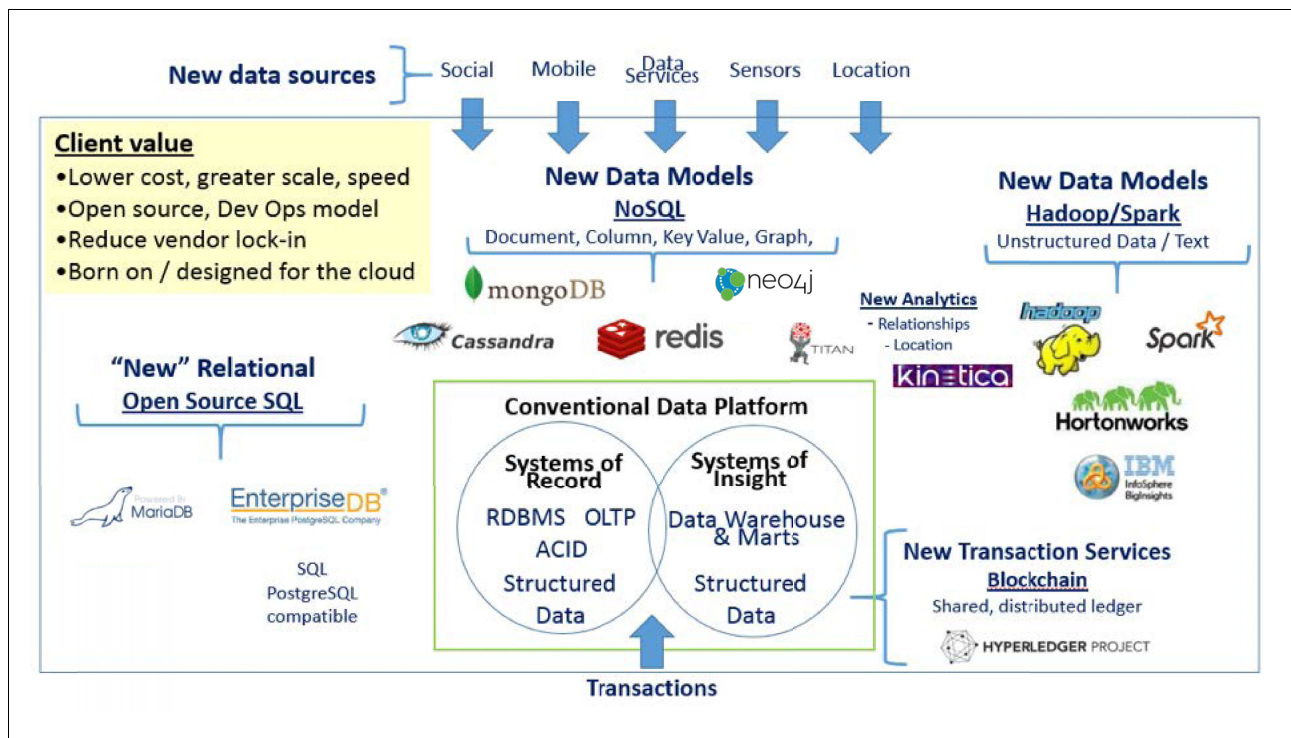 New data sources
Social
Mobile
Data
Services
Sensors
Location
Client value
•Lower cost, greater scale, speed
•Open source, Dev Ops model
•Reduce vendor lock-in
•Born on / designed for the cloud
New Data Models
NoSQL
Document, Column, Key Value, Graph,
mongoDB
neo4j
Cassandra
redis
TITAN
New Analytics
- Relationships
- Location
kinetica
New Data Models
Hadoop/Spark
Unstructured Data / Text
hadoop
Spark
Hortonworks
IBM
InfoSphere
BigInsights
“New” Relational
Open Source SQL
Powered By
MariaDB
EnterpriseDB®
The Enterprise PostgreSQL Company
SQL
PostgreSQL
compatible
Conventional Data Platform
Systems of
Record
RDBMS OLTP
ACID
Structured
Data
Systems of
Insight
Data Warehouse
& Marts
Structured
Data
New Transaction Services
Blockchain
Shared, distributed ledger
HYPERLEDGER PROJECT
Transactions